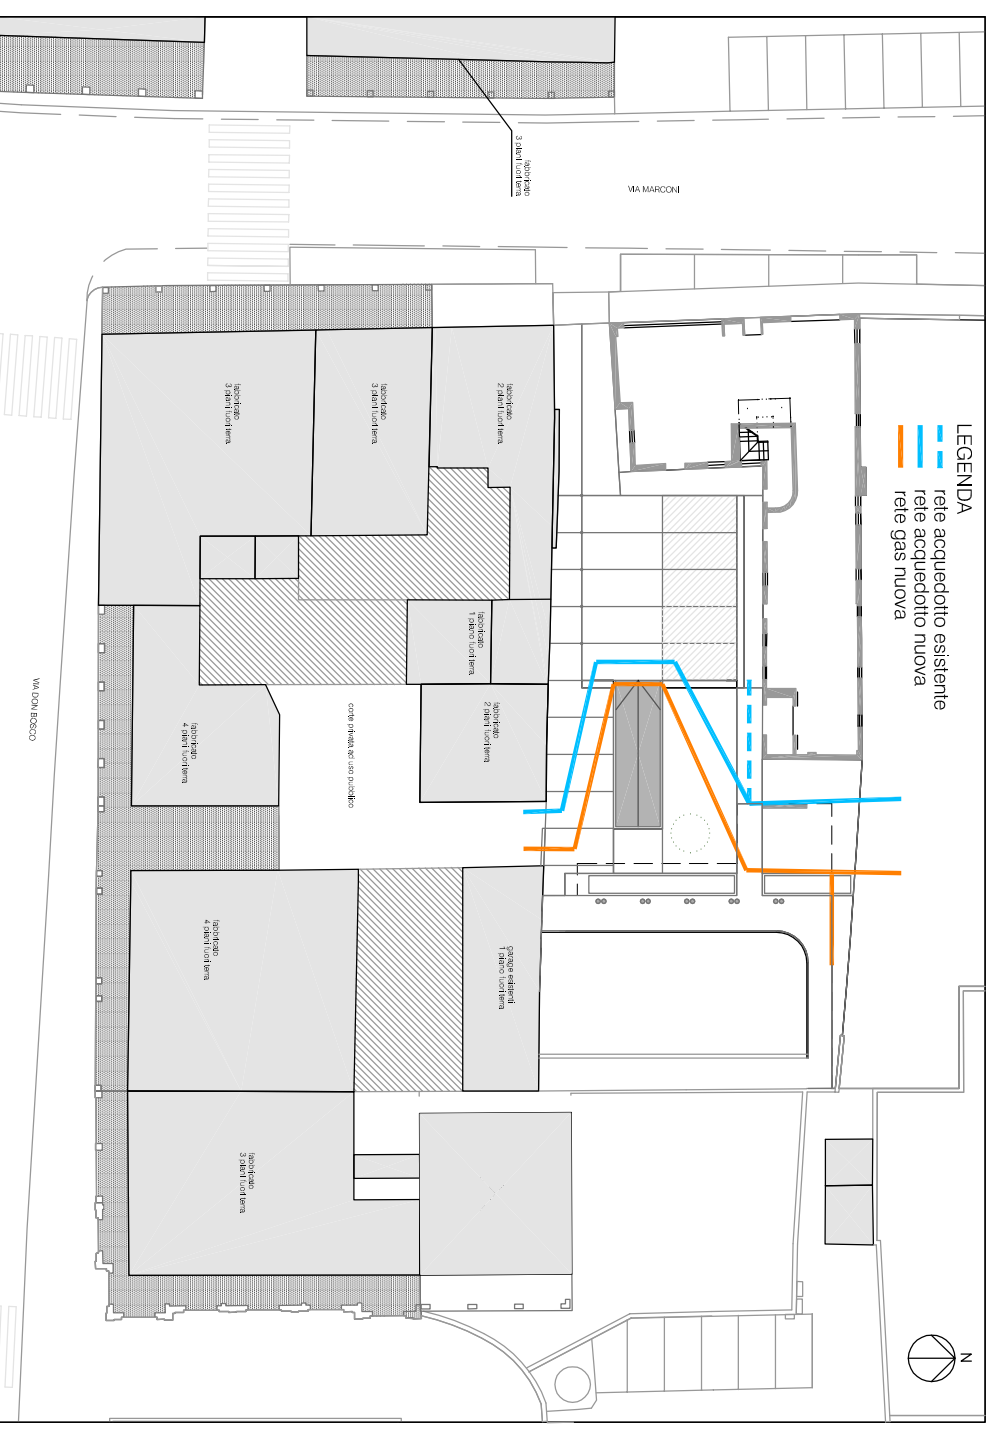 LEGENDA
rete acquedotto esistente
rete acquedotto nuova
rete gas nuova
N
VIA MARCONI
fabbricato
3 piani fuori terra
fabbricato
2 piani fuori terra
fabbricato
3 piani fuori terra
fabbricato
3 piani fuori terra
fabbricato
1 piano fuori terra
fabbricato
2 piani fuori terra
corte privata ad uso pubblico
fabbricato
4 piani fuori terra
VIA DON BOSCO
garage esistenti
1 piano fuori terra
fabbricato
4 piani fuori terra
fabbricato
3 piani fuori terra